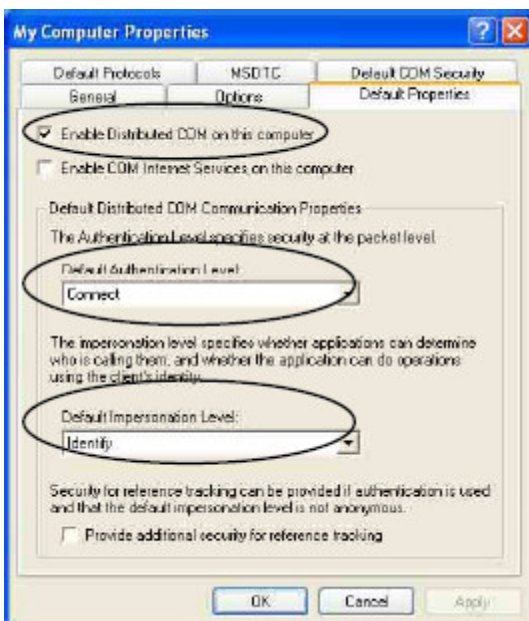 My Computer Properties
Default Protocols MSDTC Default COM Security
General Options Default Properties
Enable Distributed COM on this computer
Enable COM Internet Services on this computer
Default Distributed COM Communication Properties
The Authentication Level specifies security at the packet level.
Default Authentication Level:
Connect
The impersonation level specifies whether applications can determine
who is calling them, and whether the application can do operations
using the client's identity.
Default Impersonation Level:
Identify
Security for reference tracking can be provided if authentication is used
and that the default impersonation level is not anonymous.
Provide additional security for reference tracking
OK Cancel Apply